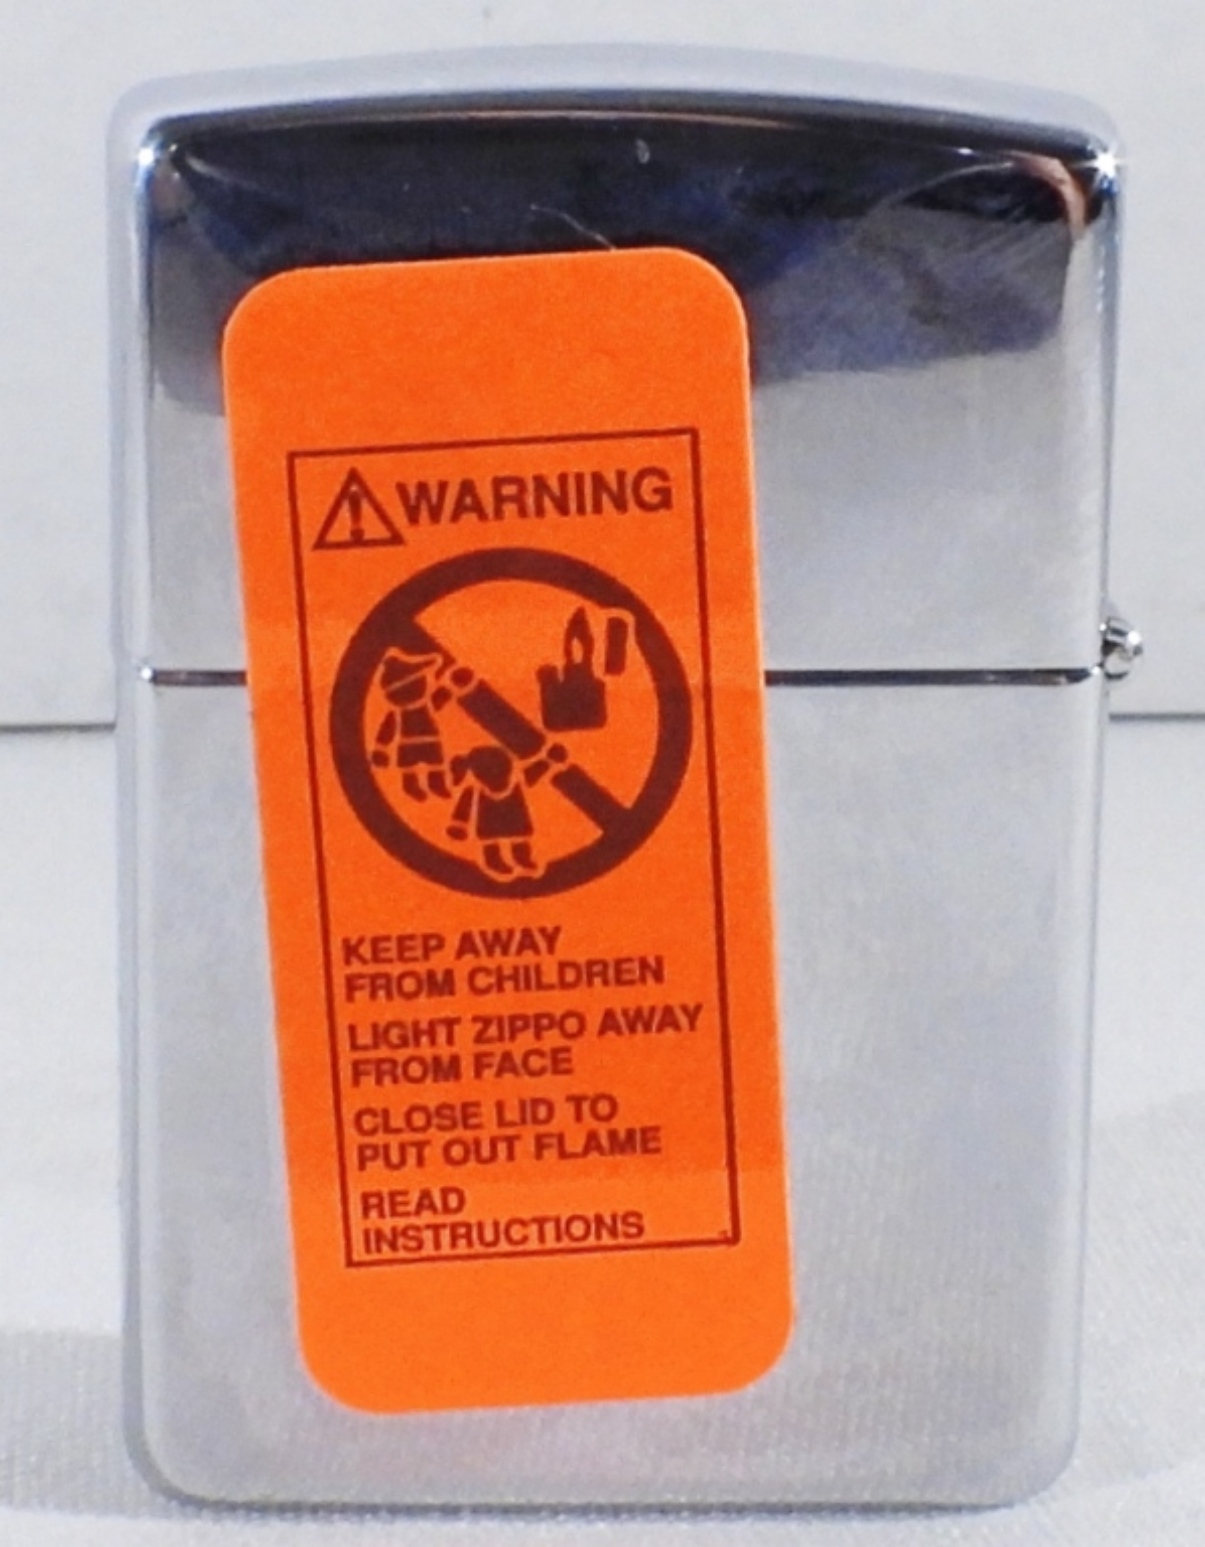 WARNING
KEEP AWAY
FROM CHILDREN
LIGHT ZIPPO AWAY
FROM FACE
CLOSE LID TO
PUT OUT FLAME
READ
INSTRUCTIONS